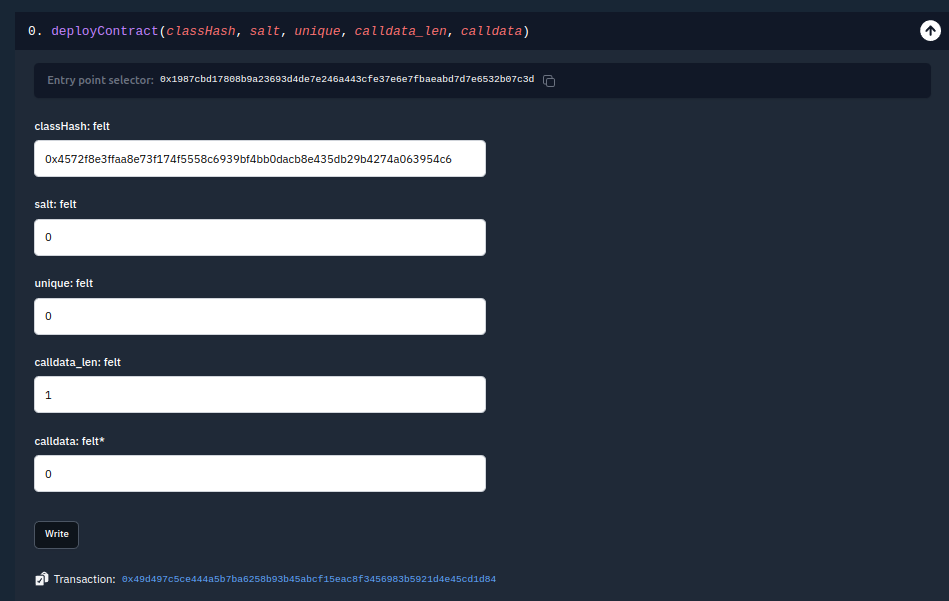 0. deployContract(classHash, salt, unique, calldata_len, calldata)
Entry point selector: 0x1987cbd17808b9a23693d4de7e246a443cfe37e6e7fbaeabd7d7e6532b07c3d
classHash: felt
0x4572f8e3ffaa8e73f174f5558c6939bf4bb0dacb8e435db29b4274a063954c6
salt: felt
0
unique: felt
0
calldata_len: felt
1
calldata: felt*
0
Write
Transaction: 0x49d497c5ce444a5b7ba6258b93b45abcf15eac8f3456983b5921d4e45cd1d84